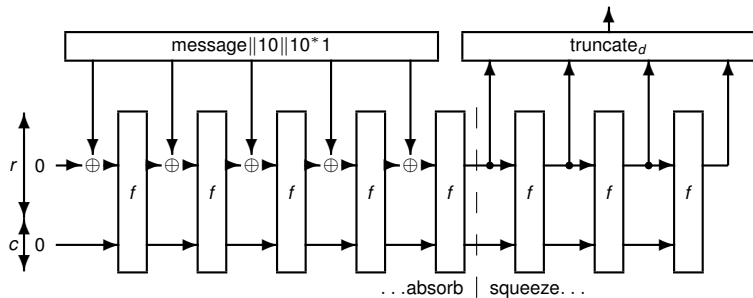 message||10||10*1
truncate_d
r
0
f f f f f f f f
c
0
...absorb
squeeze...